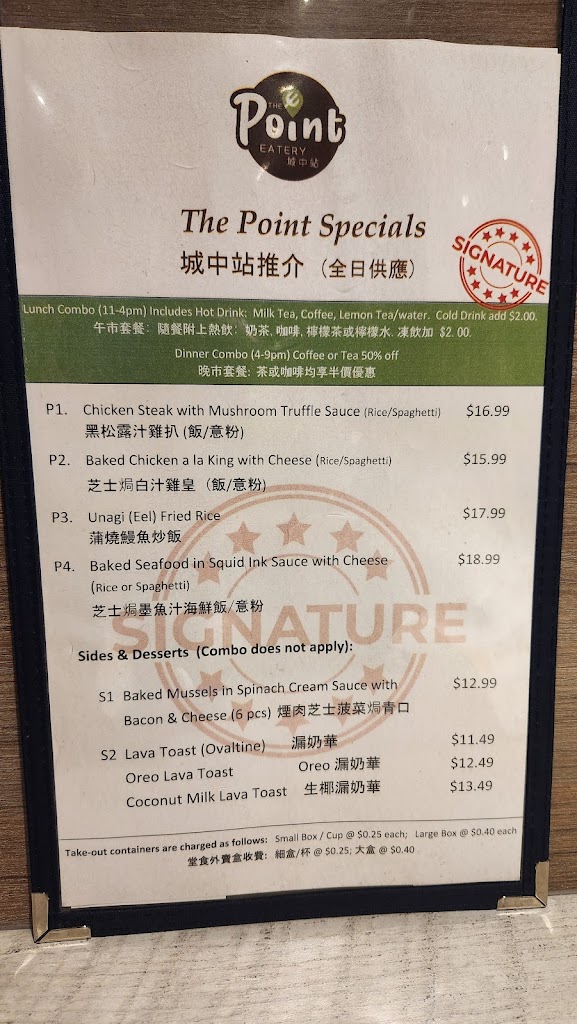 THE
Point
EATERY
城中站
The Point Specials
城中站推介 (全日供應)
SIGNATURE
Lunch Combo (11-4pm) Includes Hot Drink: Milk Tea, Coffee, Lemon Tea/water. Cold Drink add $2.00.
午市套餐: 隨餐附上熱飲: 奶茶, 咖啡, 檸檬茶或檸檬水. 凍飲加 $2.00.
Dinner Combo (4-9pm) Coffee or Tea 50% off
晚市套餐: 茶或咖啡均享半價優惠
P1. Chicken Steak with Mushroom Truffle Sauce (Rice/Spaghetti) $16.99
黑松露汁雞扒 (飯/意粉)
P2. Baked Chicken a la King with Cheese (Rice/Spaghetti) $15.99
芝士焗白汁雞皇 (飯/意粉)
P3. Unagi (Eel) Fried Rice $17.99
蒲燒鰻魚炒飯
P4. Baked Seafood in Squid Ink Sauce with Cheese $18.99
(Rice or Spaghetti)
芝士焗墨魚汁海鮮飯/意粉
SIGNATURE
Sides & Desserts (Combo does not apply):
S1 Baked Mussels in Spinach Cream Sauce with $12.99
Bacon & Cheese (6 pcs) 煙肉芝士菠菜焗青口
S2 Lava Toast (Ovaltine) 漏奶華 $11.49
Oreo Lava Toast Oreo 漏奶華 $12.49
Coconut Milk Lava Toast 生椰漏奶華 $13.49
Take-out containers are charged as follows: Small Box / Cup @ $0.25 each; Large Box @ $0.40 each
堂食外賣盒收費: 細盒/杯 @ $0.25; 大盒 @ $0.40